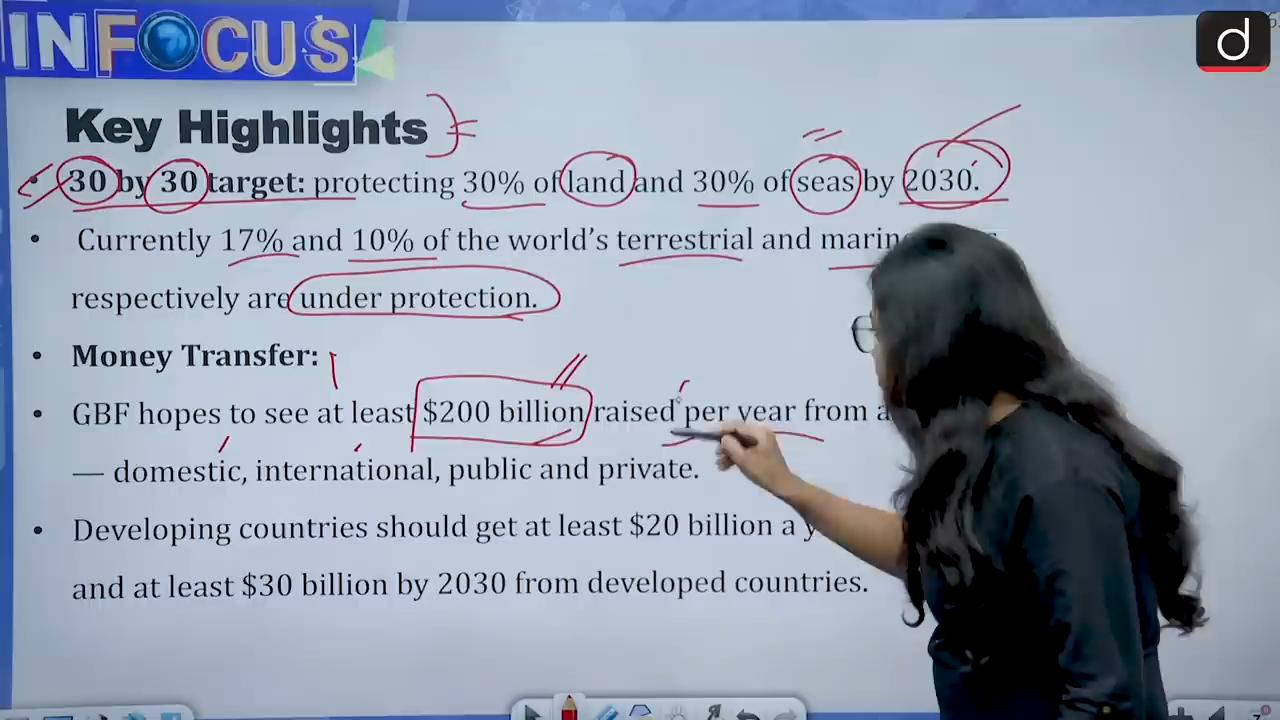 INFOCUS
d
Key Highlights
• 30 by 30 target: protecting 30% of land and 30% of seas by 2030.
• Currently 17% and 10% of the world's terrestrial and marin
respectively are under protection.
• Money Transfer:
• GBF hopes to see at least $200 billion raised per year from a
— domestic, international, public and private.
• Developing countries should get at least $20 billion a y
and at least $30 billion by 2030 from developed countries.